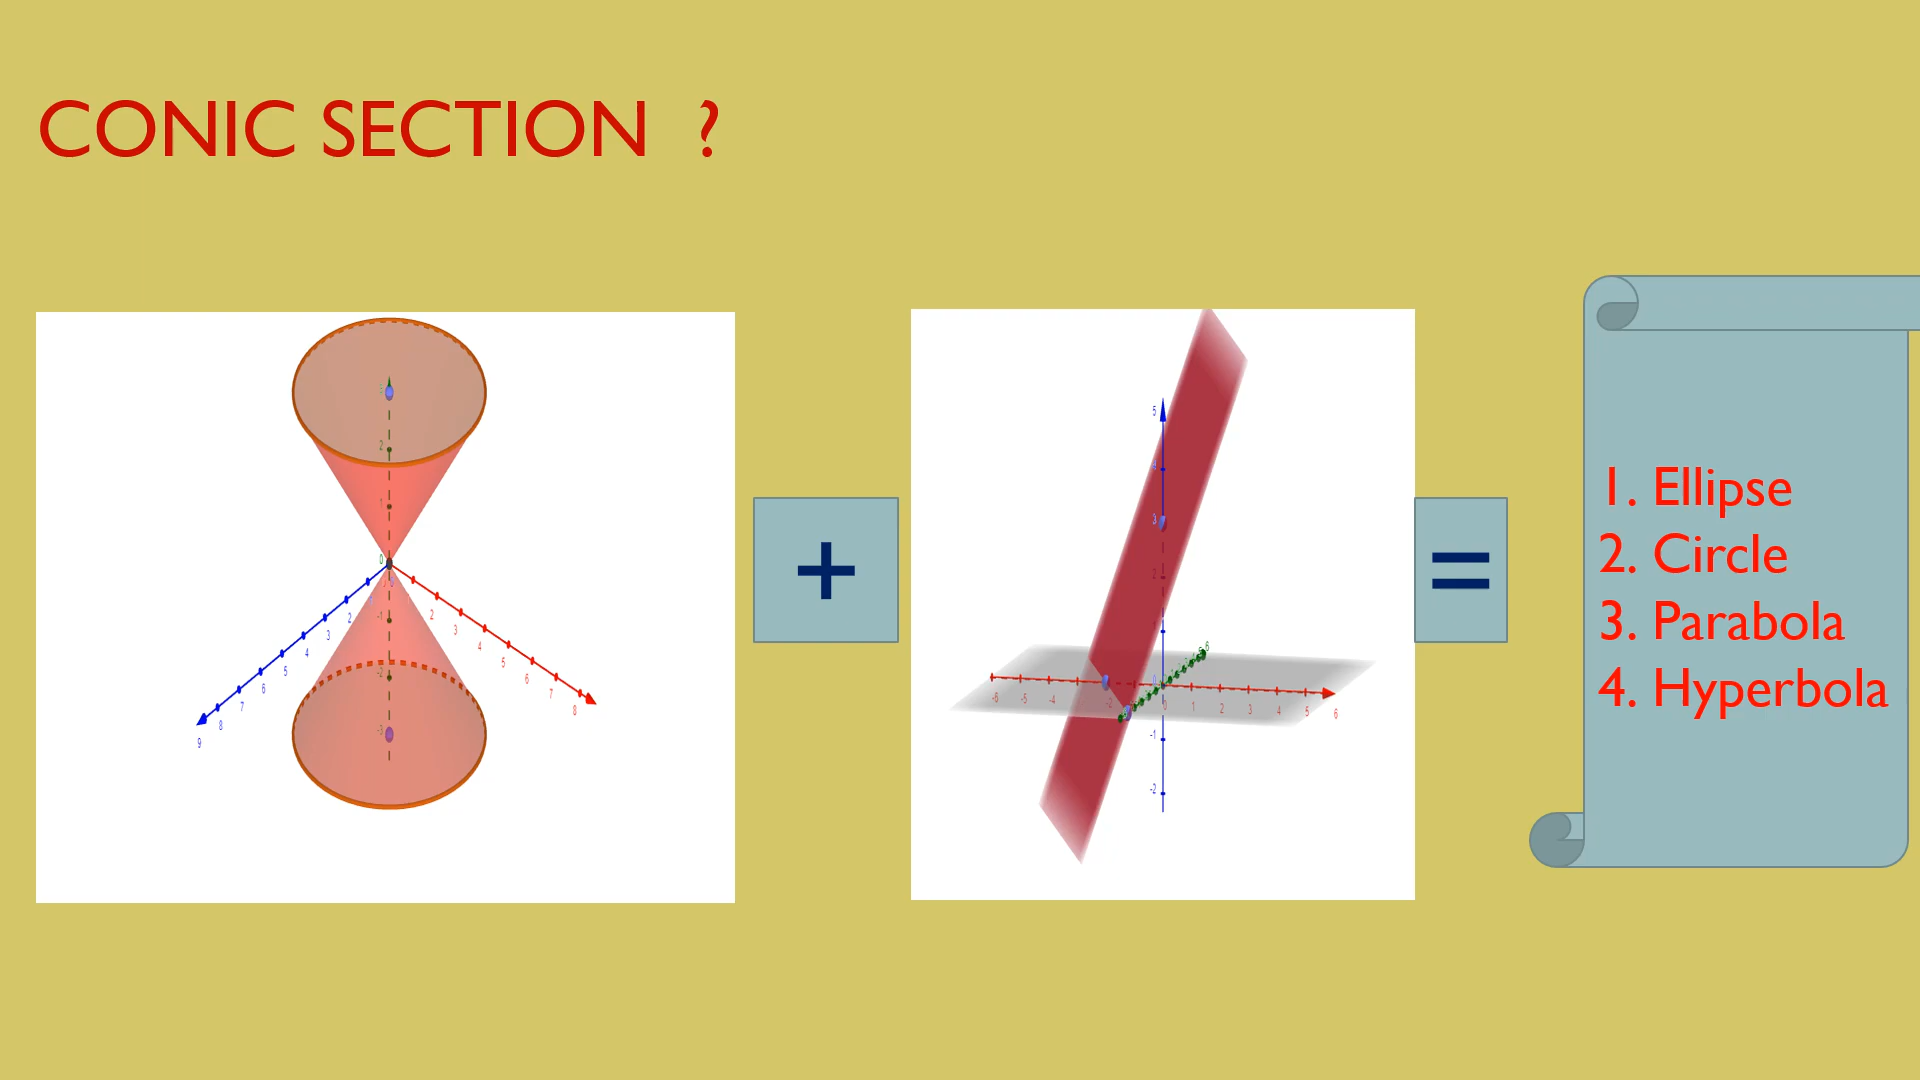 CONIC SECTION ?
+
=
1. Ellipse
2. Circle
3. Parabola
4. Hyperbola